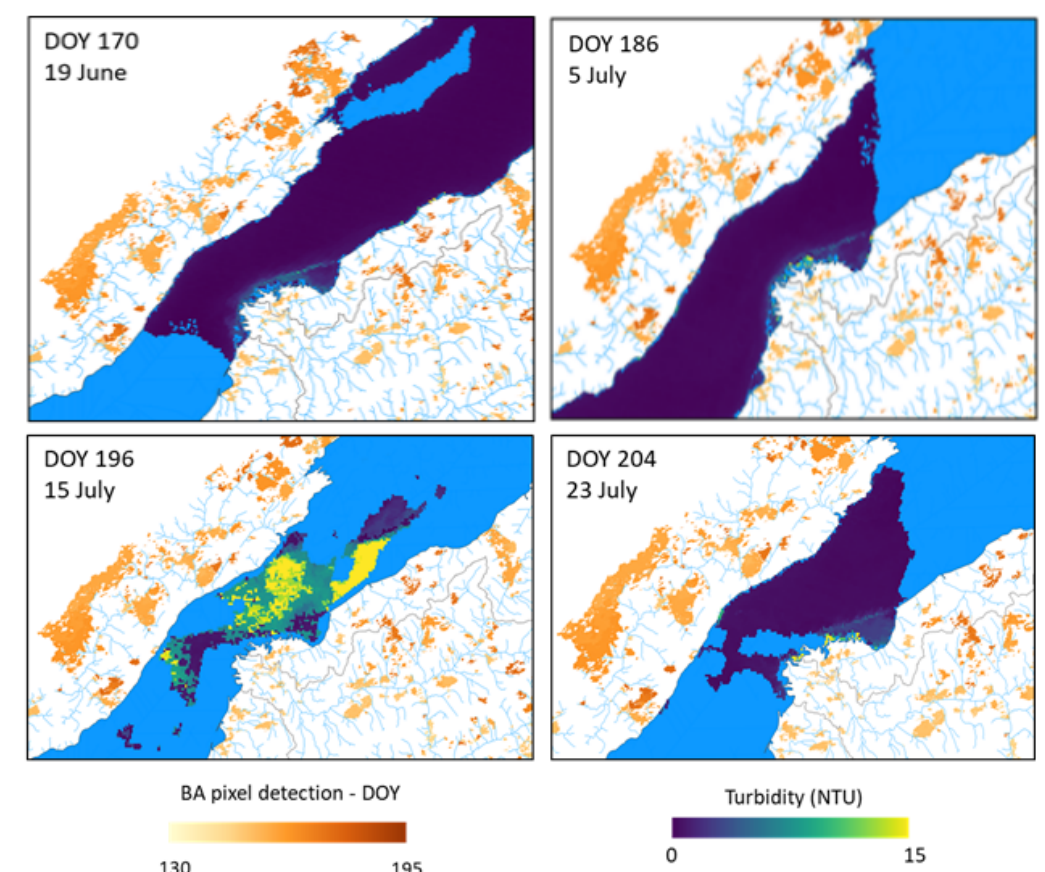 DOY 170
19 June
DOY 186
5 July
DOY 196
15 July
DOY 204
23 July
BA pixel detection - DOY
130
195
Turbidity (NTU)
0
15